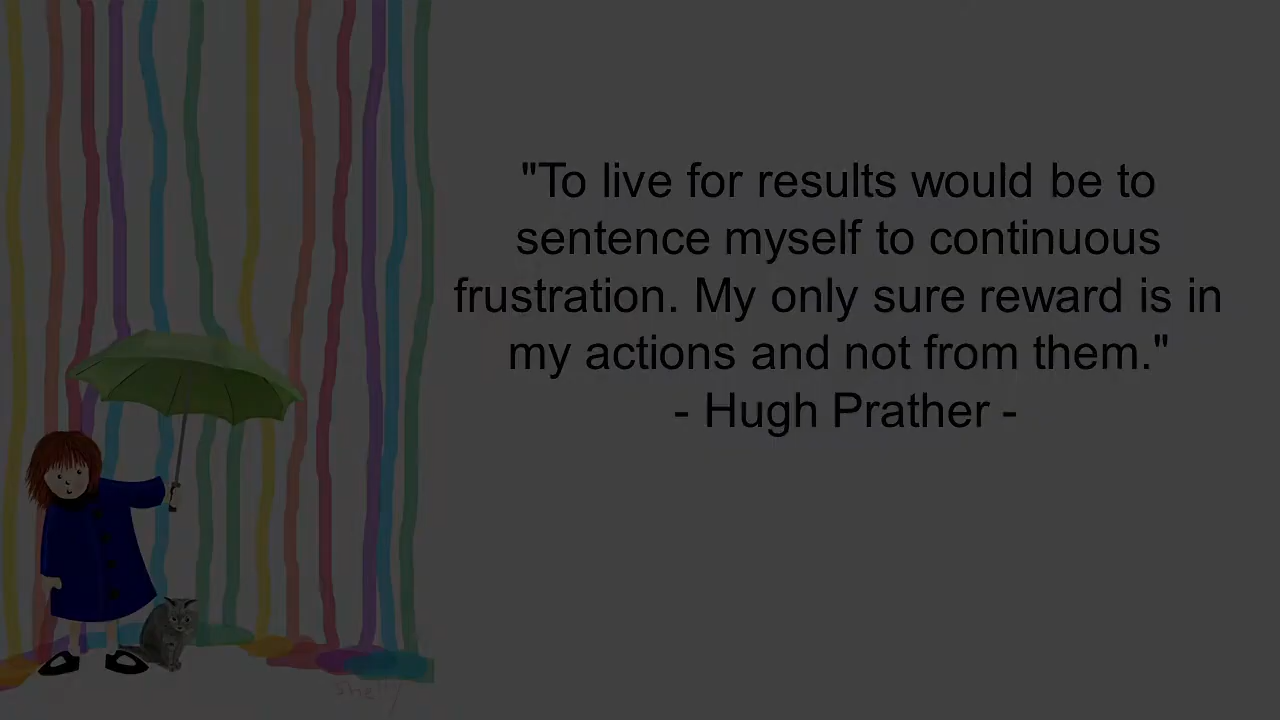 "To live for results would be to
sentence myself to continuous
frustration. My only sure reward is in
my actions and not from them."
- Hugh Prather -
shelly